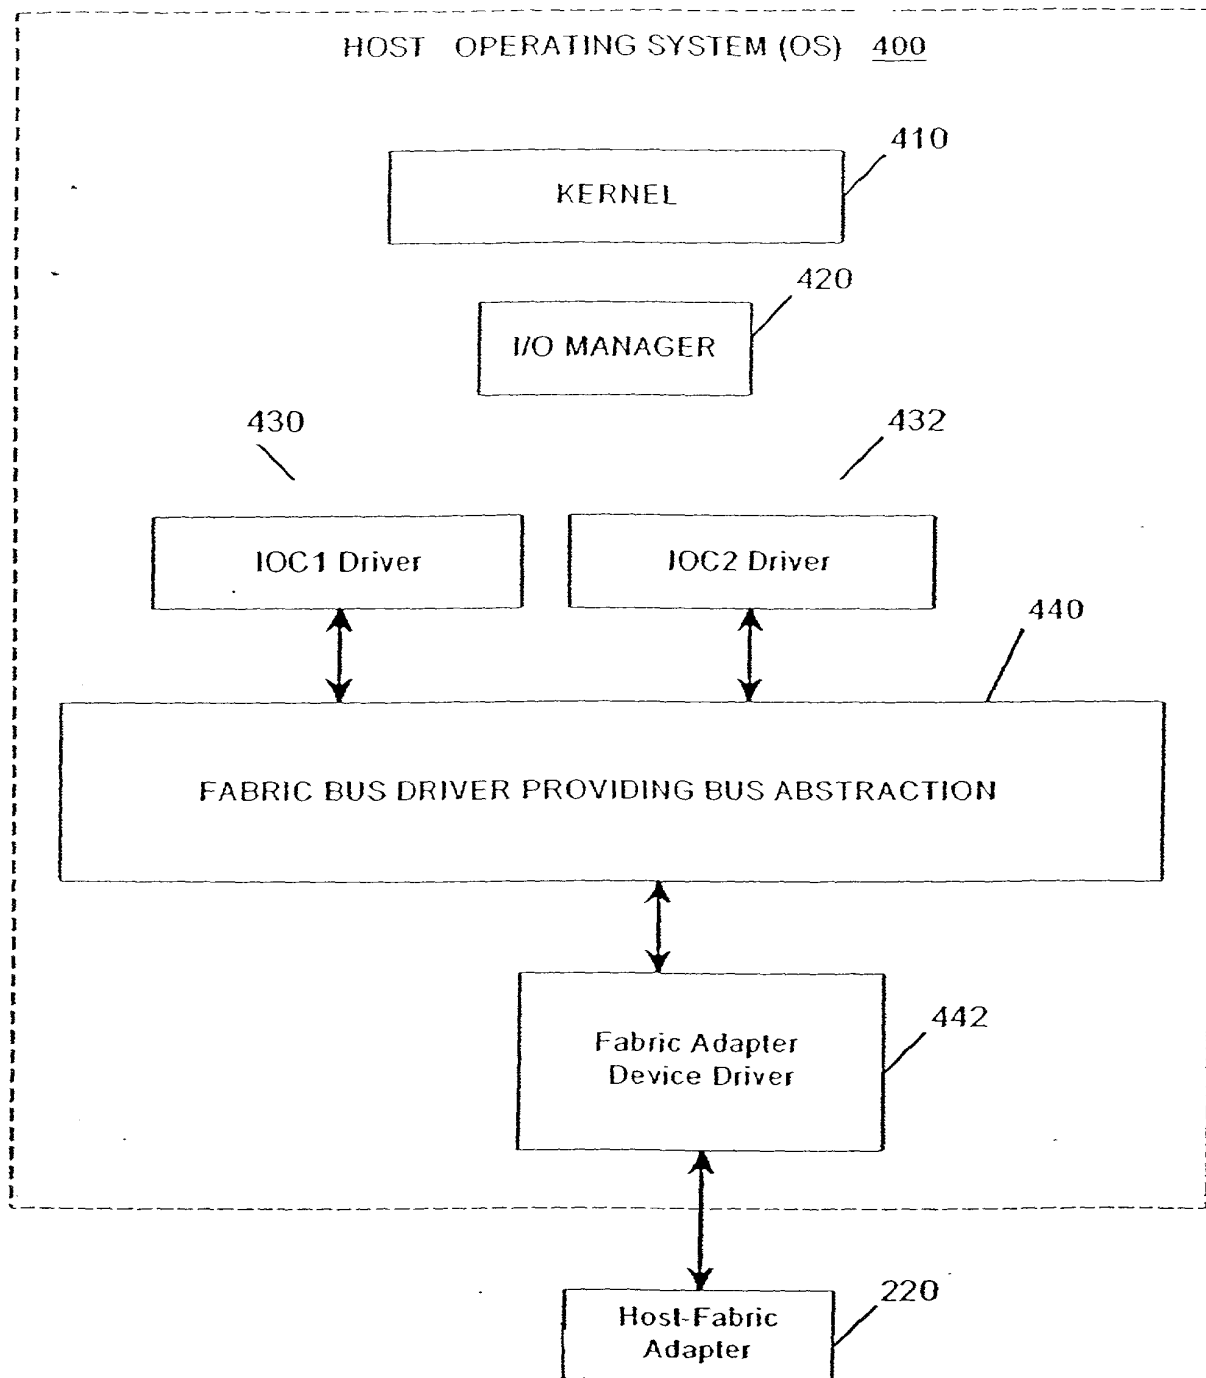 HOST OPERATING SYSTEM (OS) 400
410
KERNEL
420
I/O MANAGER
430
432
IOC1 Driver
IOC2 Driver
440
FABRIC BUS DRIVER PROVIDING BUS ABSTRACTION
442
Fabric Adapter
Device Driver
220
Host-Fabric
Adapter